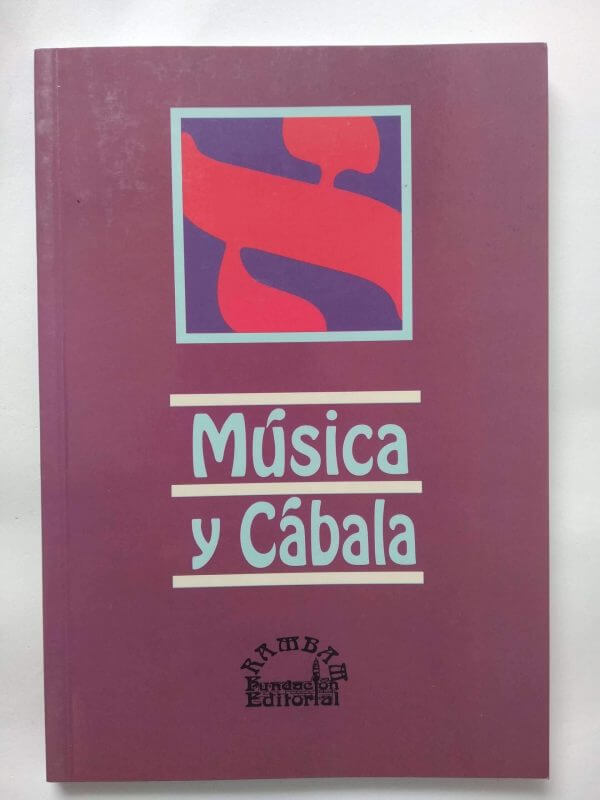 א
Música
y Cábala
RAMBAM
Fundación
Editorial